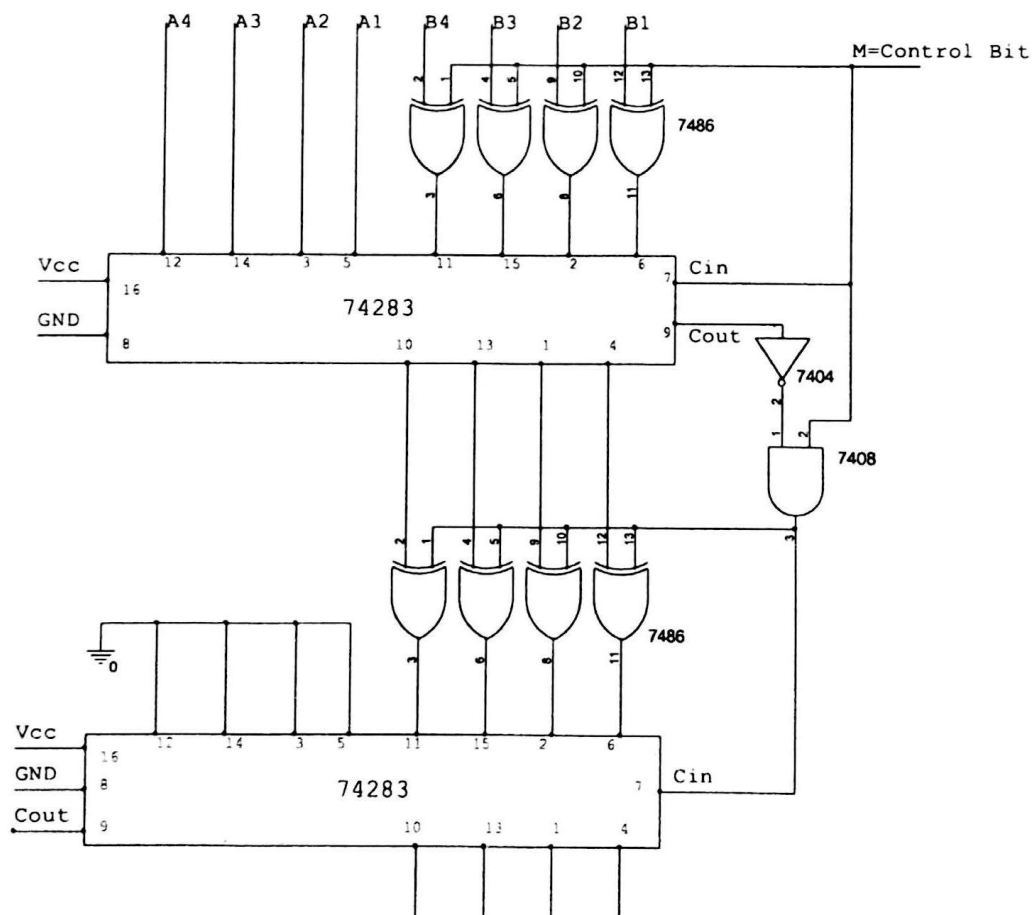 A4 A3 A2 A1 B4 B3 B2 B1
M=Control Bit
2 1 4 5 9 10 12 13
7486
3 6 8 11
12 14 3 5 11 15 2 6
Vcc 16 7 Cin
74283
GND 8 9 Cout
10 13 1 4
7404
2
1 2
7408
3
2 1 4 5 9 10 12 13
7486
0
3 6 8 11
12 14 3 5 11 15 2 6
Vcc 16
GND 8 74283 7 Cin
Cout 9
10 13 1 4